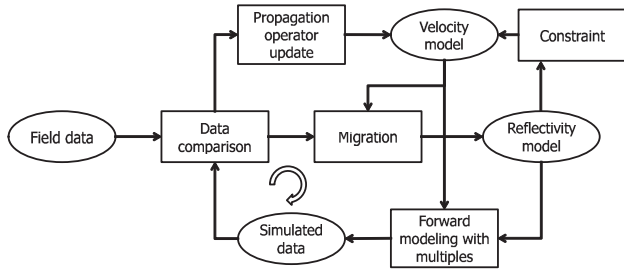 Propagation
operator
update
Velocity
model
Constraint
Field data
Data
comparison
Migration
Reflectivity
model
Simulated
data
Forward
modeling with
multiples